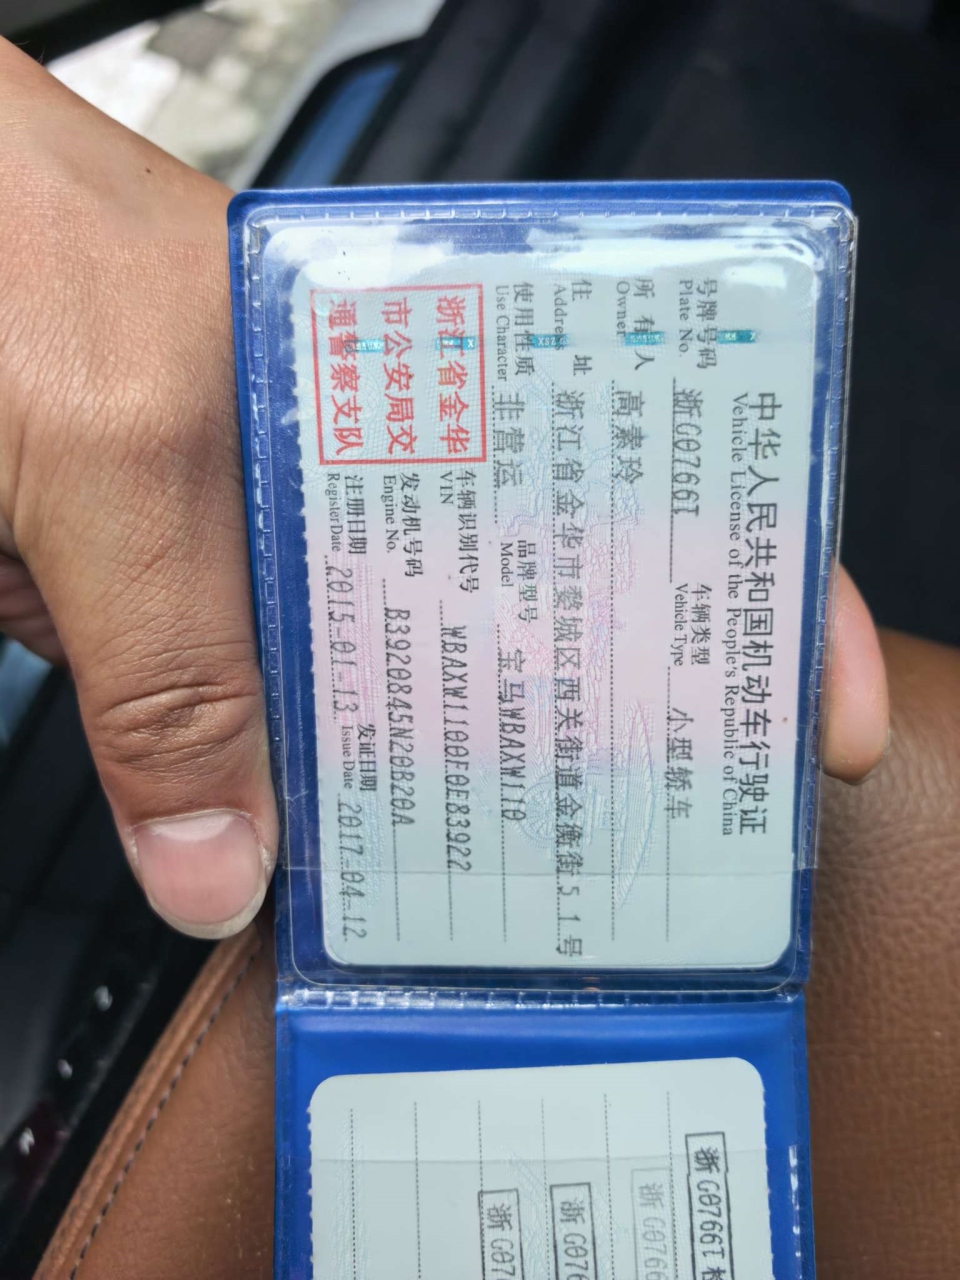 中华人民共和国机动车行驶证
Vehicle License of the People's Republic of China
号牌号码 浙G0766T 车辆类型 小型轿车
Plate No. Vehicle Type
所有人 高素玲
Owner
住址 浙江省金华市婺城区西关街道金衡街51号
Address
使用性质 非营运 品牌型号 宝马WBAXW110
Use Character Model
浙江省金华
市公安局交
通警察支队
车辆识别代号 WBAXW1100F0E83922
VIN
发动机号码 B3920845N20B20A
Engine No.
注册日期 2015-01-13 发证日期 2017-04-12
Register Date Issue Date
浙G0766T检
浙G0766
浙G076
浙G07